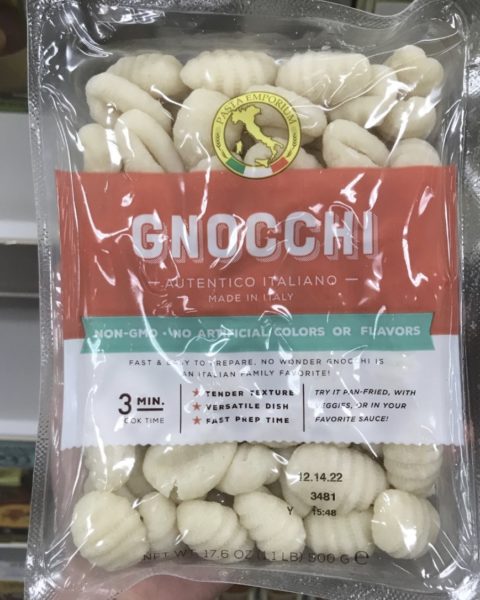 PASTA EMPORIUM
GNOCCHI
AUTENTICO ITALIANO
MADE IN ITALY
NON-GMO · NO ARTIFICIAL COLORS OR FLAVORS
FAST & EASY TO PREPARE, NO WONDER GNOCCHI IS
AN ITALIAN FAMILY FAVORITE!
3 MIN.
COOK TIME
★ TENDER TEXTURE
★ VERSATILE DISH
★ FAST PREP TIME
TRY IT PAN-FRIED, WITH
VEGGIES, OR IN YOUR
FAVORITE SAUCE!
12.14.22
3481
Y 15:48
NET WT 17.6 OZ (1.1 LB) 500 G ℮